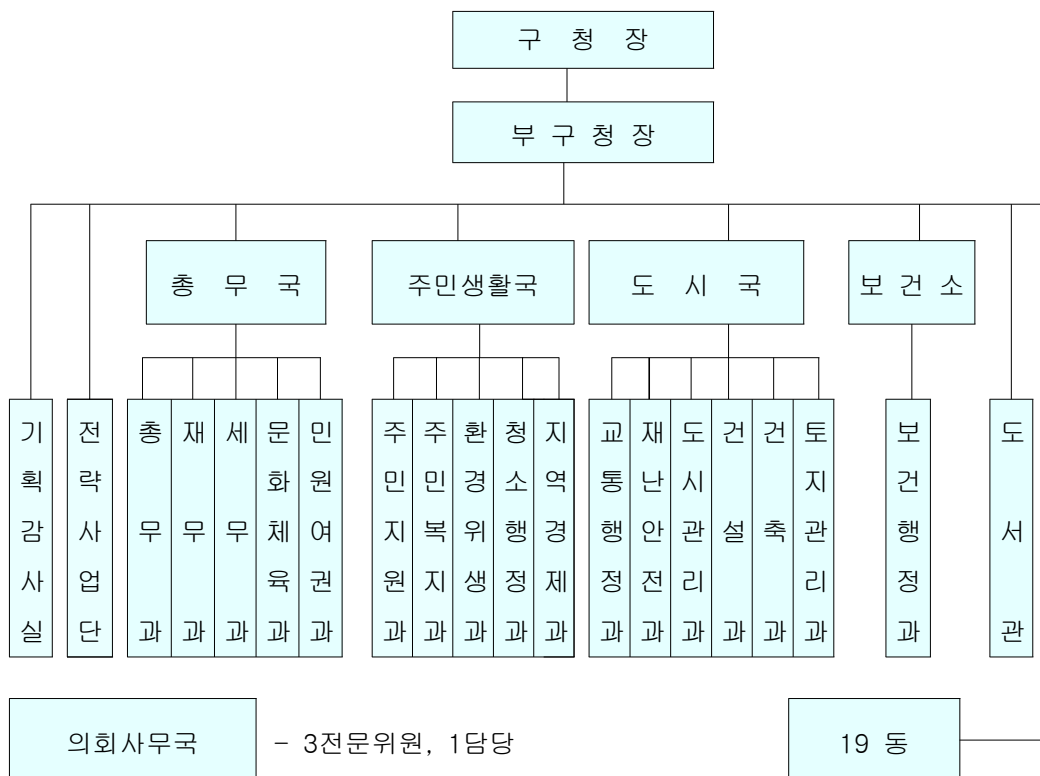 구 청 장
부 구 청 장
총 무 국
주민생활국
도 시 국
보 건 소
기획감사실
전략사업단
총무과
재무과
세무과
문화체육과
민원여권과
주민지원과
주민복지과
환경위생과
청소행정과
지역경제과
교통행정과
재난안전과
도시관리과
건설과
건축과
토지관리과
보건행정과
도서관
의회사무국
- 3전문위원, 1담당
19 동